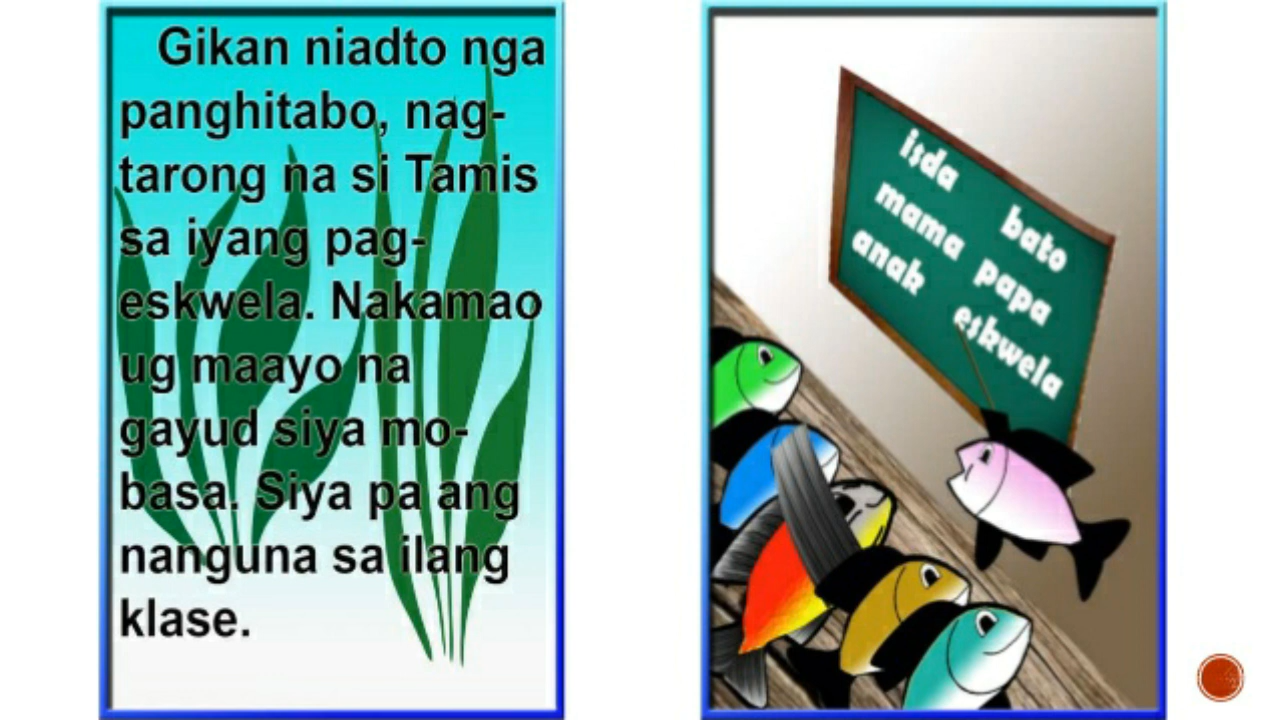 Gikan niadto nga
panghitabo, nag-
tarong na si Tamis
sa iyang pag-
eskwela. Nakamao
ug maayo na
gayud siya mo-
basa. Siya pa ang
nanguna sa ilang
klase.
isda
bato
mama
papa
anak
eskwela